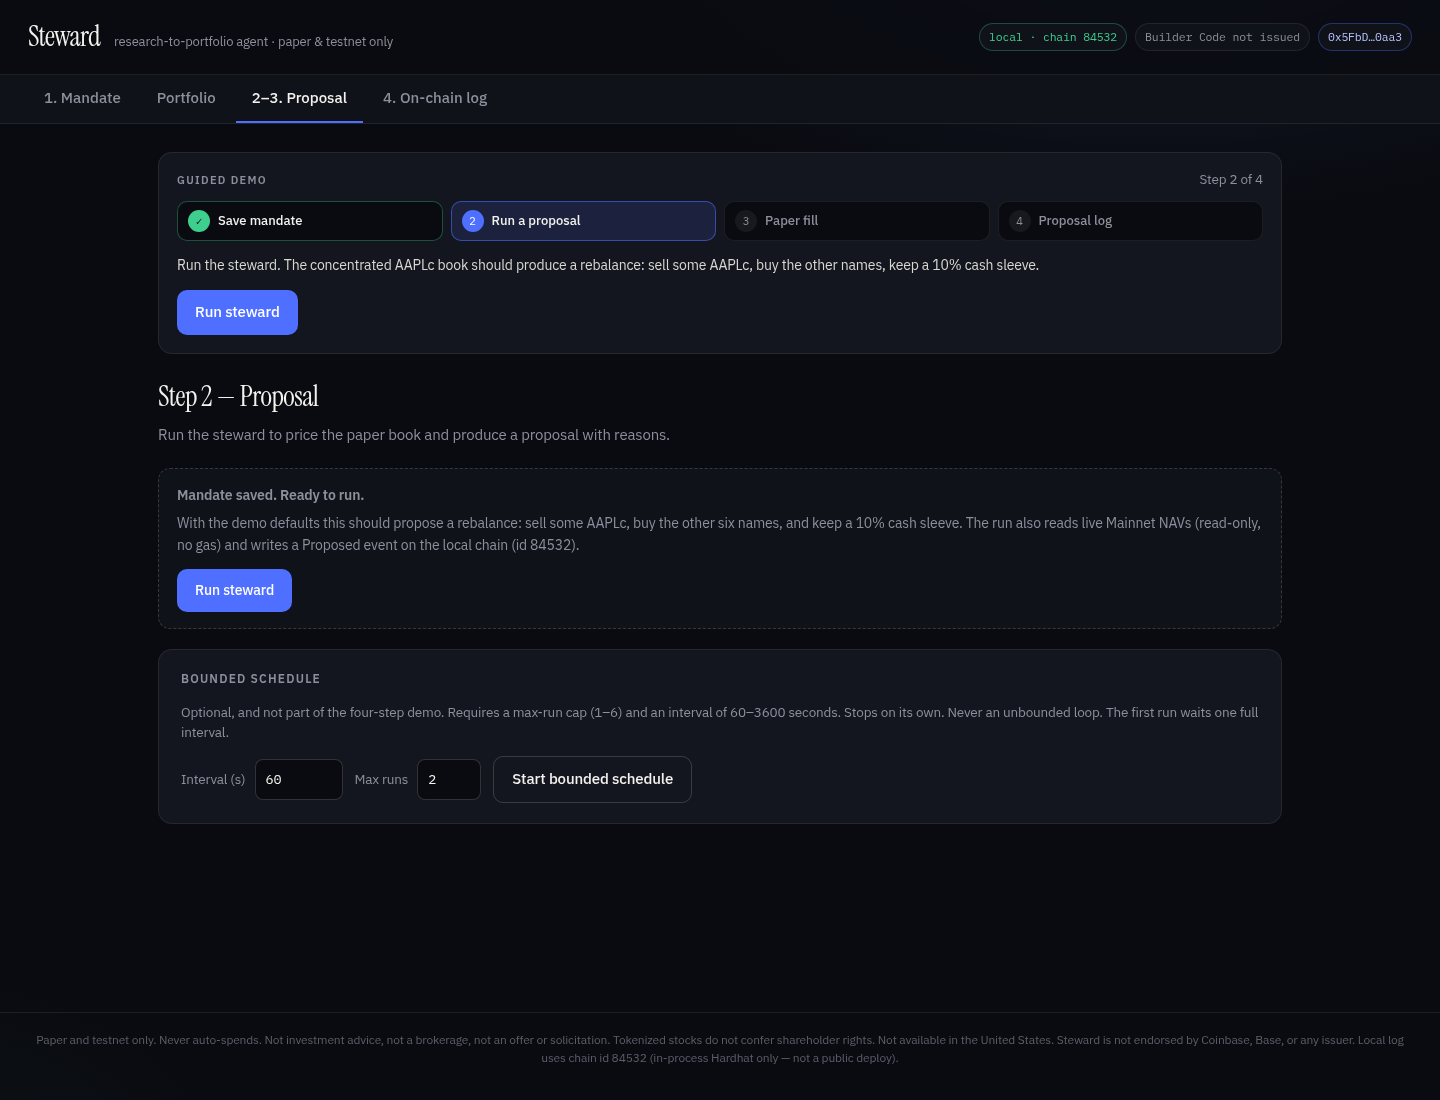 Steward research-to-portfolio agent · paper & testnet only
local · chain 84532
Builder Code not issued
0x5FbD…0aa3
1. Mandate
Portfolio
2–3. Proposal
4. On-chain log
GUIDED DEMO
Step 2 of 4
✓ Save mandate
2 Run a proposal
3 Paper fill
4 Proposal log
Run the steward. The concentrated AAPLc book should produce a rebalance: sell some AAPLc, buy the other names, keep a 10% cash sleeve.
Run steward
Step 2 — Proposal
Run the steward to price the paper book and produce a proposal with reasons.
Mandate saved. Ready to run.
With the demo defaults this should propose a rebalance: sell some AAPLc, buy the other six names, and keep a 10% cash sleeve. The run also reads live Mainnet NAVs (read-only,
no gas) and writes a Proposed event on the local chain (id 84532).
Run steward
BOUNDED SCHEDULE
Optional, and not part of the four-step demo. Requires a max-run cap (1–6) and an interval of 60–3600 seconds. Stops on its own. Never an unbounded loop. The first run waits one full
interval.
Interval (s) 60 Max runs 2 Start bounded schedule
Paper and testnet only. Never auto-spends. Not investment advice, not a brokerage, not an offer or solicitation. Tokenized stocks do not confer shareholder rights. Not available in the United States. Steward is not endorsed by Coinbase, Base, or any issuer. Local log
uses chain id 84532 (in-process Hardhat only — not a public deploy).